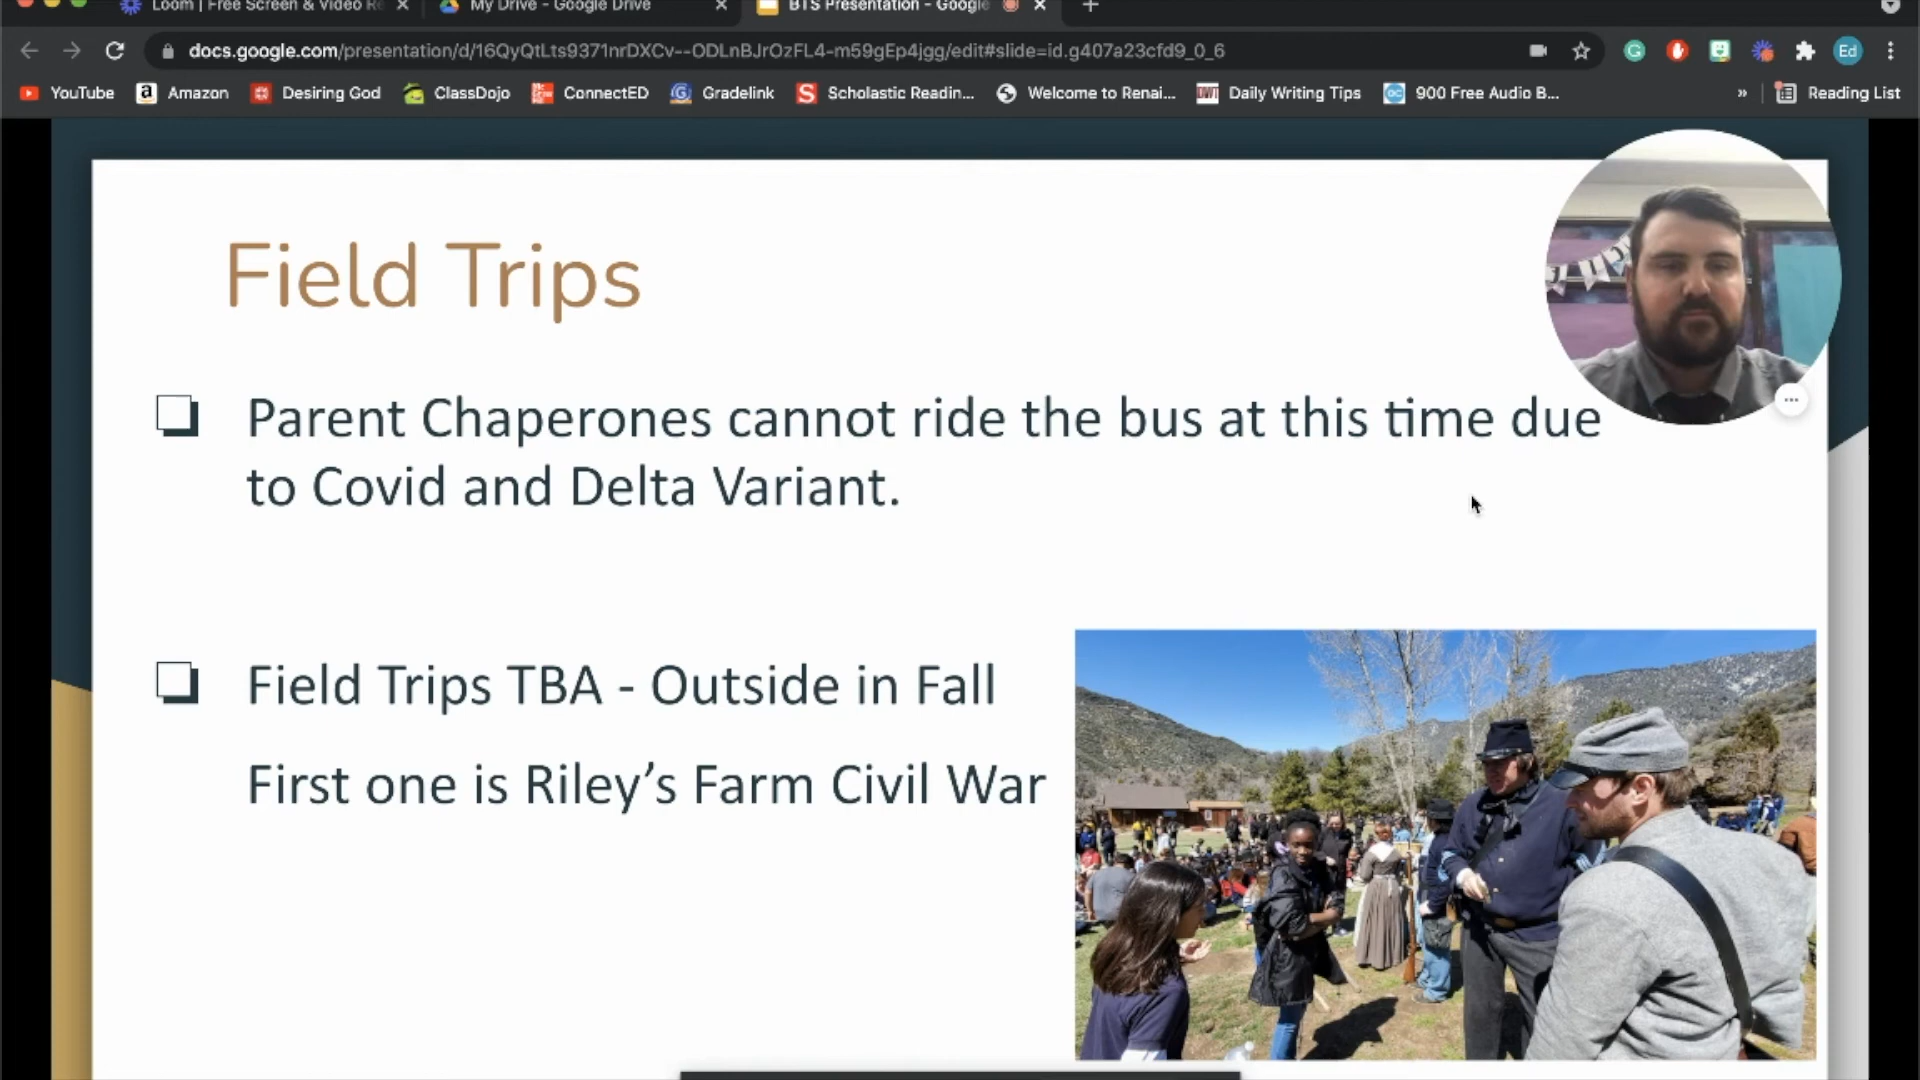 Loom | Free Screen & Video Re
My Drive - Google Drive
BTS Presentation - Google
docs.google.com/presentation/d/16QyQtLts9371nrDXCv--ODLnBJrOzFL4-m59gEp4jgg/edit#slide=id.g407a23cfd9_0_6
Ed
YouTube Amazon Desiring God ClassDojo ConnectED Gradelink Scholastic Readin... Welcome to Renai... Daily Writing Tips 900 Free Audio B... » Reading List
Field Trips
Parent Chaperones cannot ride the bus at this time due
to Covid and Delta Variant.
Field Trips TBA - Outside in Fall
First one is Riley's Farm Civil War